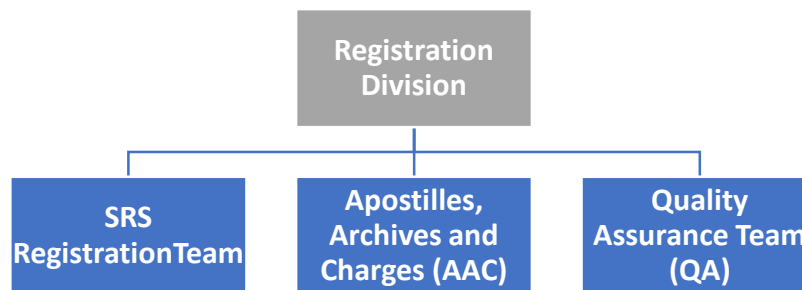 Registration
Division
SRS
RegistrationTeam
Apostilles,
Archives and
Charges (AAC)
Quality
Assurance Team
(QA)